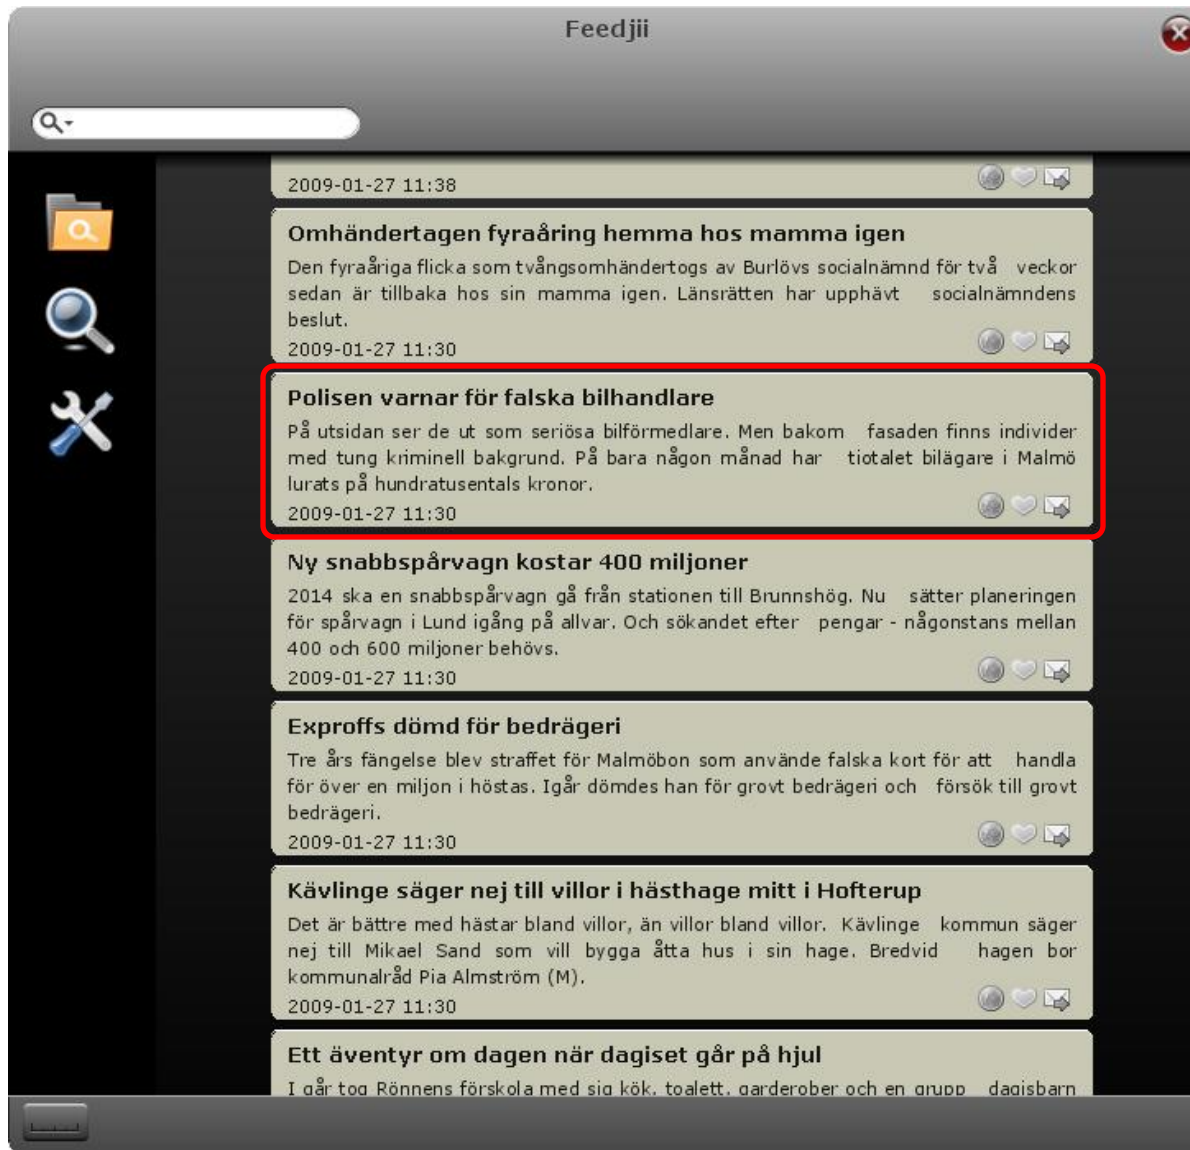 Feedjii
2009-01-27 11:38
Omhändertagen fyraåring hemma hos mamma igen
Den fyraåriga flicka som tvångsomhändertogs av Burlövs socialnämnd för två veckor
sedan är tillbaka hos sin mamma igen. Länsrätten har upphävt socialnämndens
beslut.
2009-01-27 11:30
Polisen varnar för falska bilhandlare
På utsidan ser de ut som seriösa bilförmedlare. Men bakom fasaden finns individer
med tung kriminell bakgrund. På bara någon månad har tiotalet bilägare i Malmö
lurats på hundratusentals kronor.
2009-01-27 11:30
Ny snabbspårvagn kostar 400 miljoner
2014 ska en snabbspårvagn gå från stationen till Brunnshög. Nu sätter planeringen
för spårvagn i Lund igång på allvar. Och sökandet efter pengar - någonstans mellan
400 och 600 miljoner behövs.
2009-01-27 11:30
Exproffs dömd för bedrägeri
Tre års fängelse blev straffet för Malmöbon som använde falska kort för att handla
för över en miljon i höstas. Igår dömdes han för grovt bedrägeri och försök till grovt
bedrägeri.
2009-01-27 11:30
Kävlinge säger nej till villor i hästhage mitt i Hofterup
Det är bättre med hästar bland villor, än villor bland villor. Kävlinge kommun säger
nej till Mikael Sand som vill bygga åtta hus i sin hage. Bredvid hagen bor
kommunalråd Pia Almström (M).
2009-01-27 11:30
Ett äventyr om dagen när dagiset går på hjul
I går tog Rönnens förskola med sig kök, toalett, garderober och en grupp dagisbarn